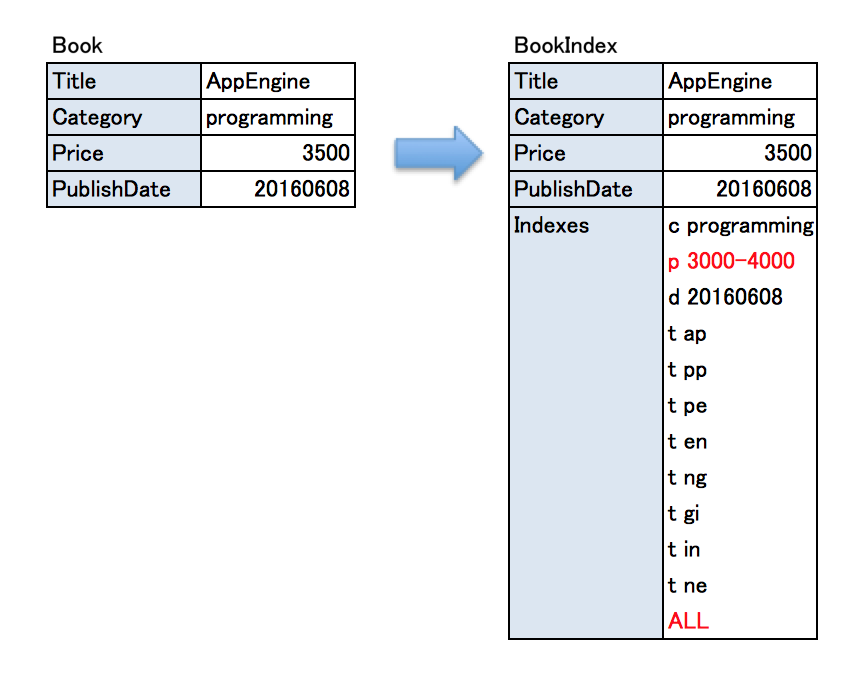 Book
Title AppEngine
Category programming
Price 3500
PublishDate 20160608
BookIndex
Title AppEngine
Category programming
Price 3500
PublishDate 20160608
Indexes c programming
p 3000-4000
d 20160608
t ap
t pp
t pe
t en
t ng
t gi
t in
t ne
ALL